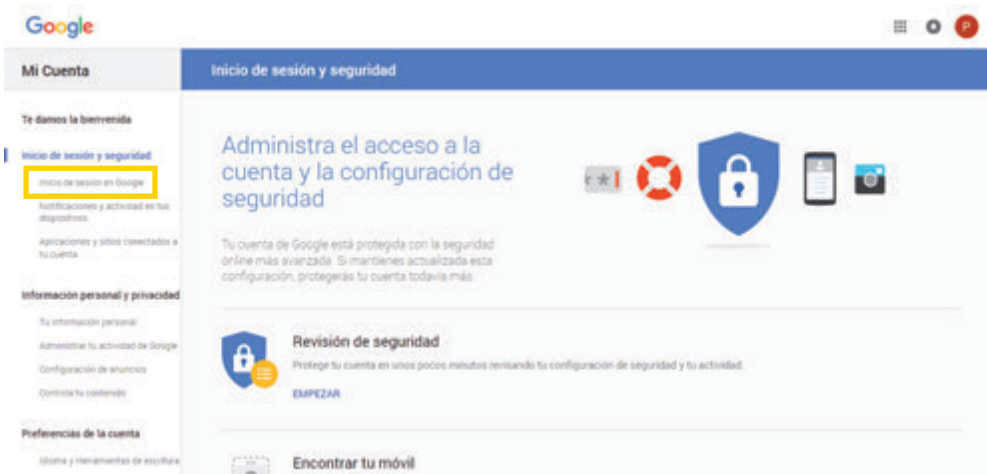 Google
P
Mi Cuenta
Inicio de sesión y seguridad
Te damos la bienvenida
Inicio de sesión y seguridad
Inicio de sesión en Google
Notificaciones y actividad en tus
dispositivos
Aplicaciones y sitios conectados a
tu cuenta
Información personal y privacidad
Tu información personal
Administrar tu actividad de Google
Configuración de anuncios
Controla tu contenido
Preferencias de la cuenta
Idioma y Herramientas de escritura
Administra el acceso a la
cuenta y la configuración de
seguridad
Tu cuenta de Google está protegida con la seguridad
online más avanzada. Si mantienes actualizada esta
configuración, protegerás tu cuenta todavía más.
Revisión de seguridad
Protege tu cuenta en unos pocos minutos revisando tu configuración de seguridad y tu actividad.
EMPEZAR
Encontrar tu móvil